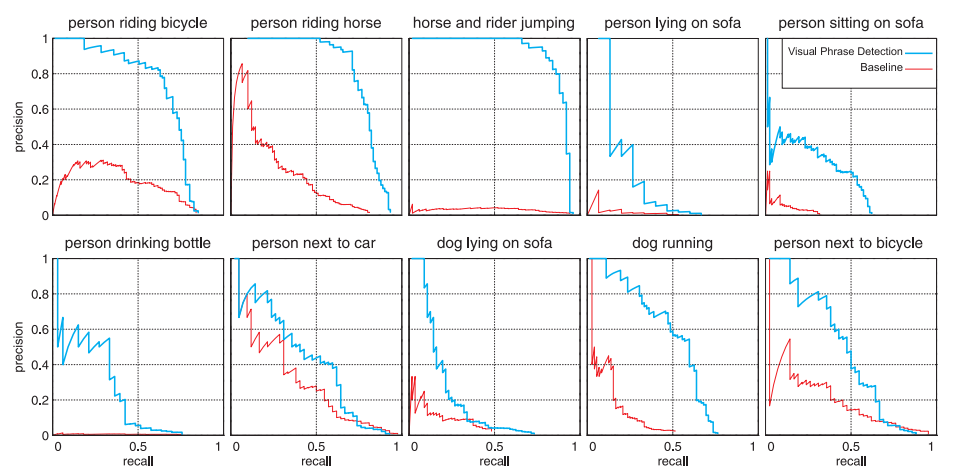 person riding bicycle person riding horse horse and rider jumping person lying on sofa person sitting on sofa
Visual Phrase Detection
Baseline
precision
1
0.8
0.6
0.4
0.2
0
person drinking bottle person next to car dog lying on sofa dog running person next to bicycle
precision
1
0.8
0.6
0.4
0.2
0
0.5 1 0.5 1 0.5 1 0.5 1 0.5 1
recall recall recall recall recall